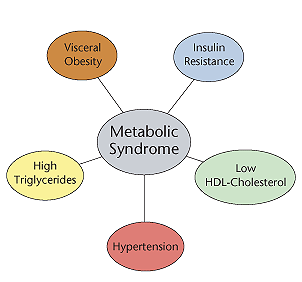 Visceral
Obesity
Insulin
Resistance
Metabolic
Syndrome
High
Triglycerides
Low
HDL-Cholesterol
Hypertension